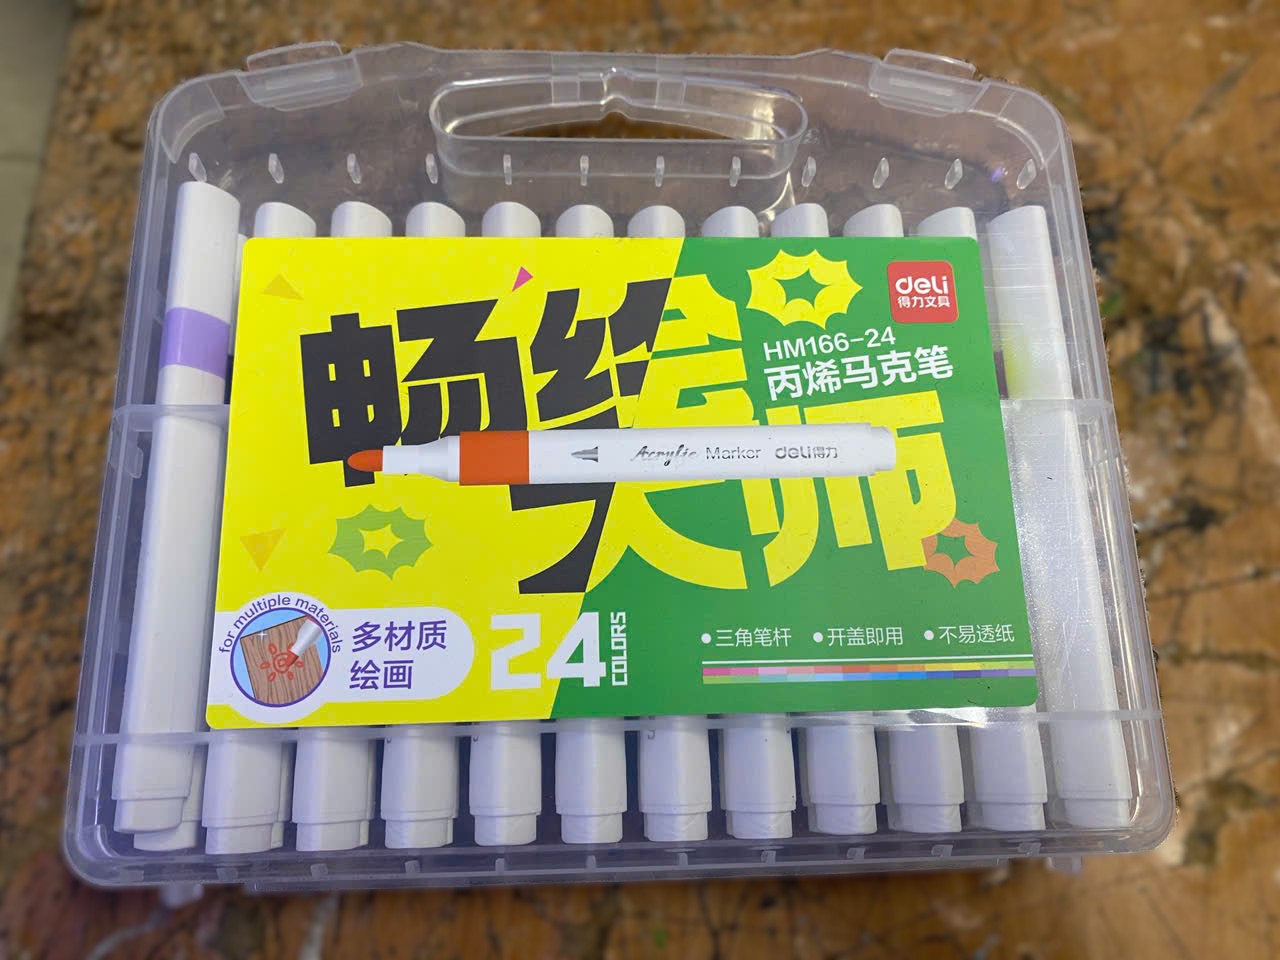 deli
得力文具
HM166-24
丙烯马克笔
畅绘
大师
Acrylic Marker deli得力
for multiple materials
多材质
绘画
24 COLORS
•三角笔杆 •开盖即用 •不易透纸